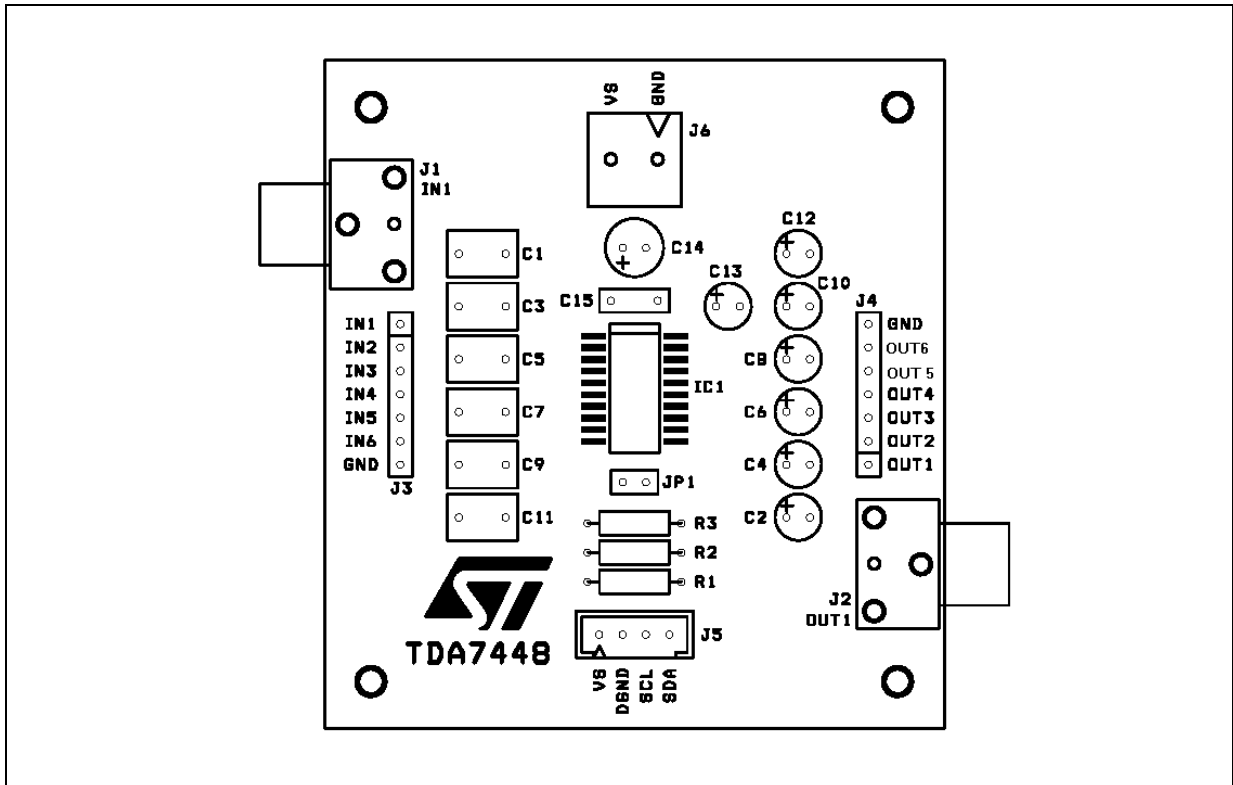 VS
GND
J6
J1
IN1
C12
C1
C14
C13
C10
C3
C15
J4
IN1
GND
IN2
OUT6
C5
C8
IN3
OUT 5
IC1
IN4
OUT4
C7
C6
IN5
OUT3
IN6
OUT2
GND
C9
C4
OUT1
J3
JP1
C11
C2
R3
R2
R1
J2
OUT1
ST
J5
TDA7448
VS
DGND
SCL
SDA